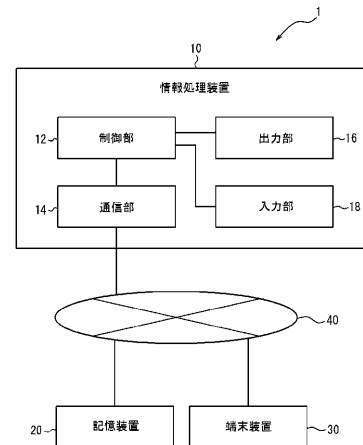 1
10
情報処理装置
12
制御部
出力部
16
14
通信部
入力部
18
40
20
記憶装置
端末装置
30